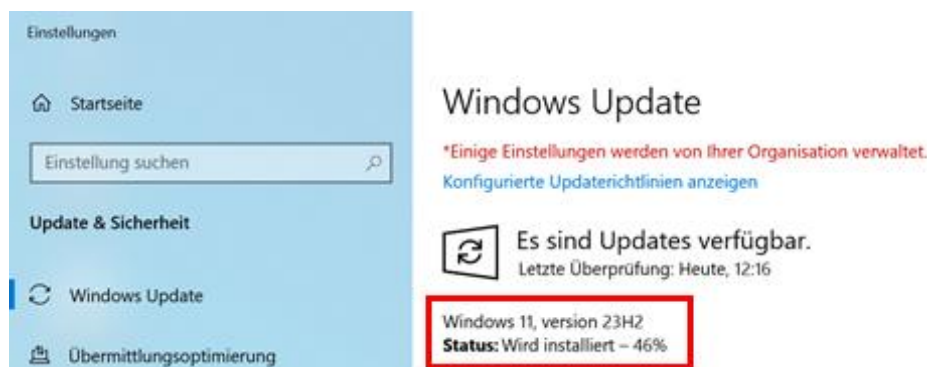 Einstellungen
Startseite
Einstellung suchen
Update & Sicherheit
Windows Update
Übermittlungsoptimierung
Windows Update
*Einige Einstellungen werden von Ihrer Organisation verwaltet.
Konfigurierte Updaterichtlinien anzeigen
Es sind Updates verfügbar.
Letzte Überprüfung: Heute, 12:16
Windows 11, version 23H2
Status: Wird installiert – 46%